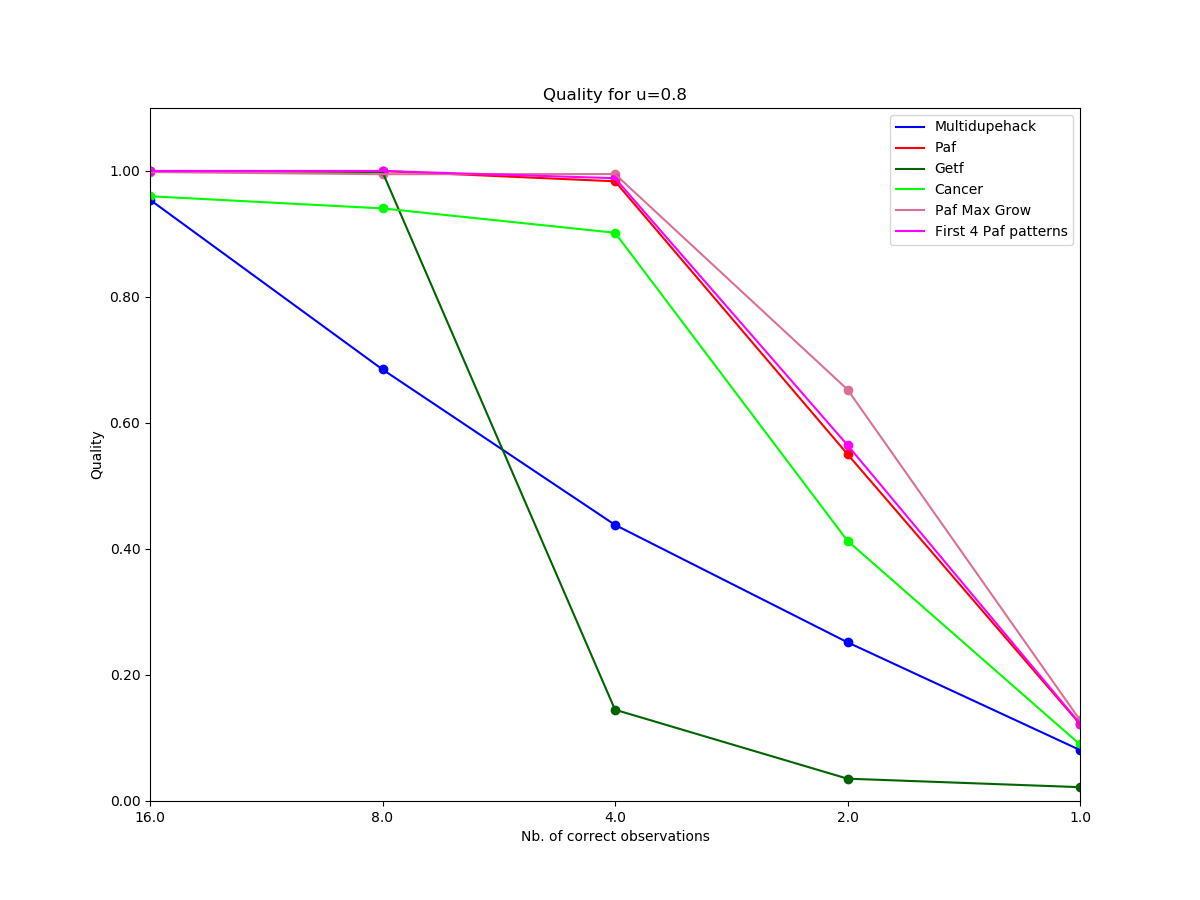 Quality for u=0.8
Multidupehack
Paf
Getf
Cancer
Paf Max Grow
First 4 Paf patterns
1.00
0.80
0.60
0.40
0.20
0.00
Quality
16.0
8.0
4.0
2.0
1.0
Nb. of correct observations